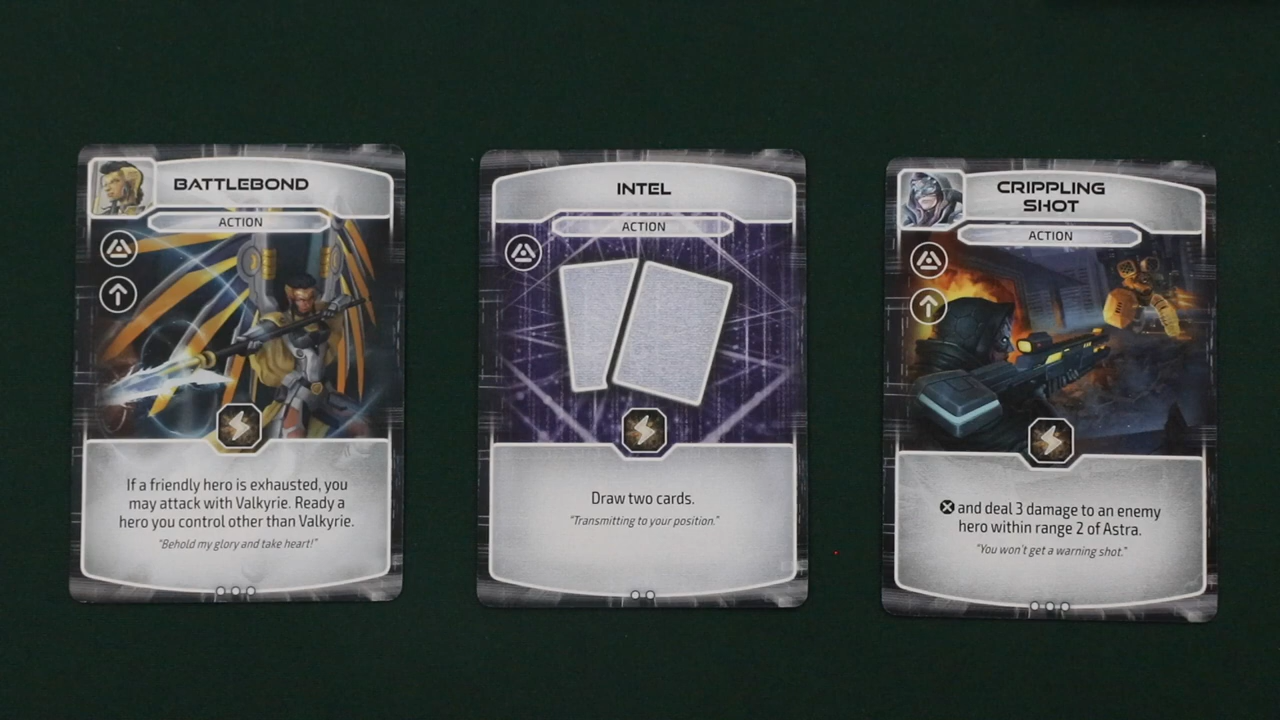 BATTLEBOND
ACTION
If a friendly hero is exhausted, you
may attack with Valkyrie. Ready a
hero you control other than Valkyrie.
"Behold my glory and take heart!"
INTEL
ACTION
Draw two cards.
"Transmitting to your position."
CRIPPLING
SHOT
ACTION
and deal 3 damage to an enemy
hero within range 2 of Astra.
"You won't get a warning shot."